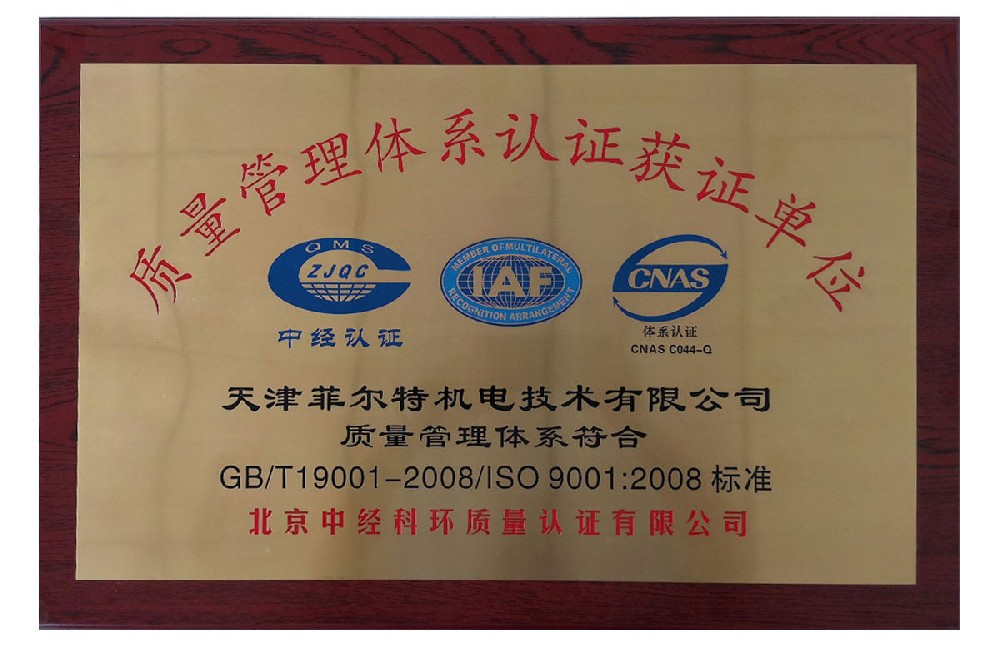 质量管理体系认证获证单位
QMS
ZJQC
中经认证
MEMBER OF MULTILATERAL
IAF
RECOGNITION ARRANGEMENT
CNAS
体系认证
CNAS C044-Q
天津菲尔特机电技术有限公司
质量管理体系符合
GB/T19001-2008/ISO 9001:2008 标准
北京中经科环质量认证有限公司